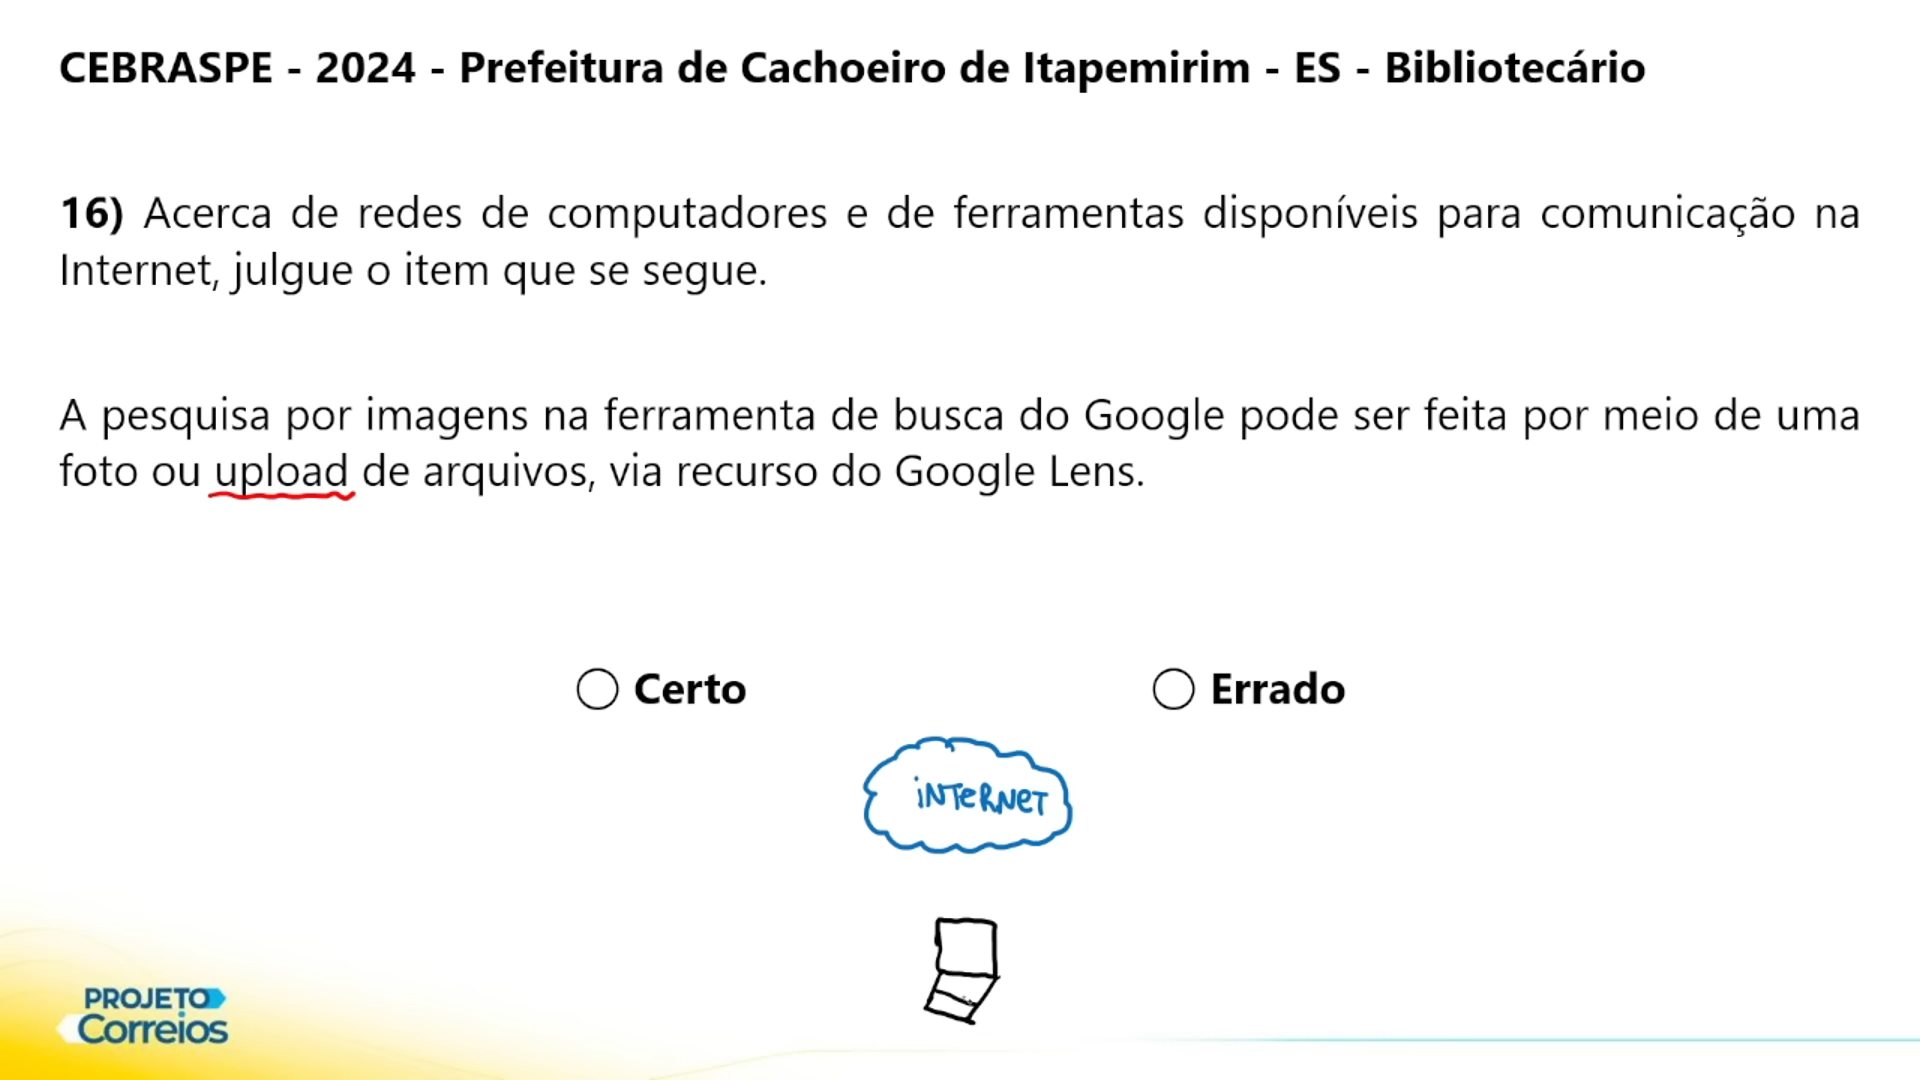 CEBRASPE - 2024 - Prefeitura de Cachoeiro de Itapemirim - ES - Bibliotecário
16) Acerca de redes de computadores e de ferramentas disponíveis para comunicação na
Internet, julgue o item que se segue.
A pesquisa por imagens na ferramenta de busca do Google pode ser feita por meio de uma
foto ou upload de arquivos, via recurso do Google Lens.
Certo Errado
iNTeRNeT
PROJETO
Correios